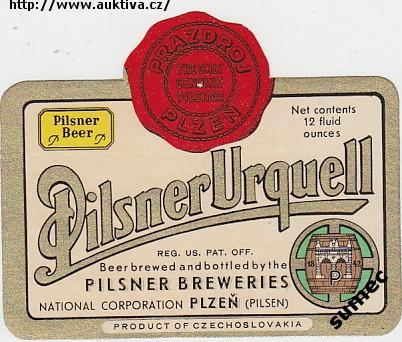 http://www.auktiva.cz/
PRAZDROJ
THE ONLY
GENUINE
PILSNER
PLZEŇ
Pilsner
Beer
Net contents
12 fluid
ounces
Pilsner Urquell
REG. US. PAT. OFF.
Beer brewed and bottled by the
PILSNER BREWERIES
NATIONAL CORPORATION PLZEŇ (PILSEN)
18 42
P
PRODUCT OF CZECHOSLOVAKIA
sumec